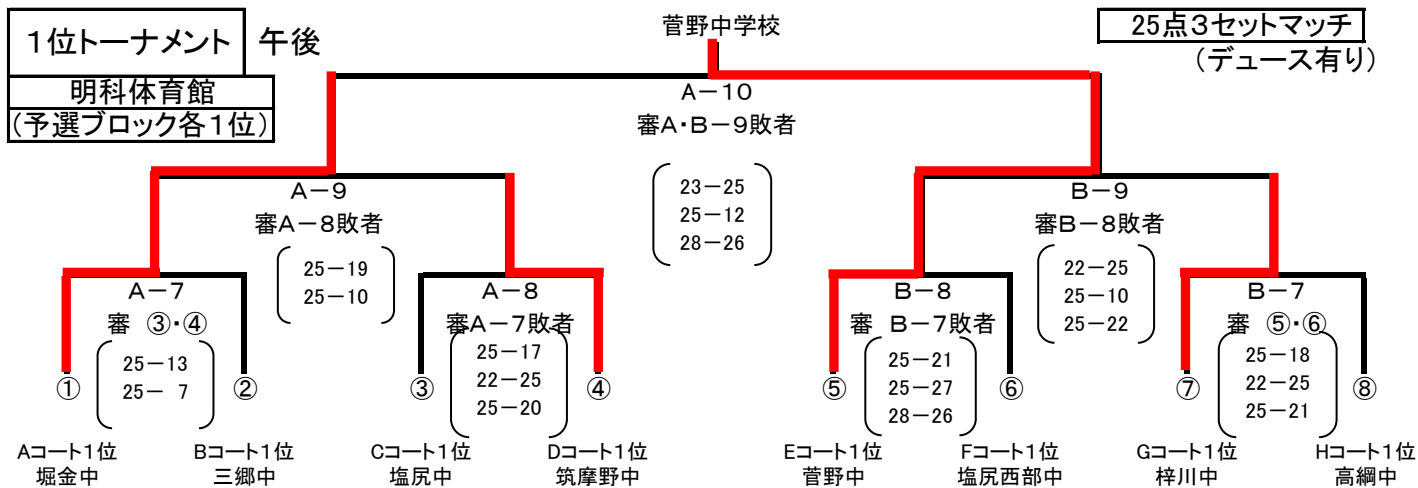 菅野中学校
1位トーナメント 午後
25点3セットマッチ
(デュース有り)
明科体育館
(予選ブロック各1位)
A-10
審A・B-9敗者
23-25
25-12
28-26
A-9
審A-8敗者
25-19
25-10
B-9
審B-8敗者
22-25
25-10
25-22
A-7
審 ③・④
25-13
25- 7
A-8
審A-7敗者
25-17
22-25
25-20
B-8
審 B-7敗者
25-21
25-27
28-26
B-7
審 ⑤・⑥
25-18
22-25
25-21
① ② ③ ④ ⑤ ⑥ ⑦ ⑧
Aコート1位 Bコート1位 Cコート1位 Dコート1位 Eコート1位 Fコート1位 Gコート1位 Hコート1位
堀金中 三郷中 塩尻中 筑摩野中 菅野中 塩尻西部中 梓川中 高綱中